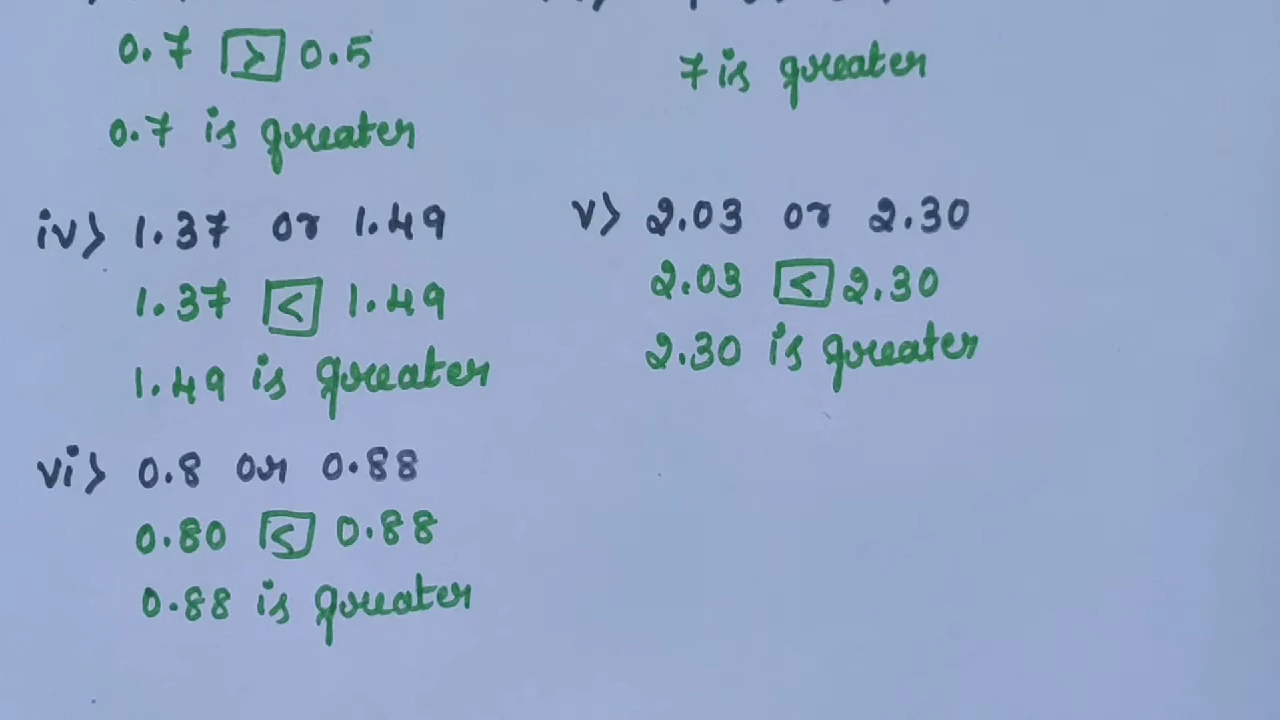 0.7 > 0.5
0.7 is greater
7 is greater
iv> 1.37 or 1.49
1.37 < 1.49
1.49 is greater
v> 2.03 or 2.30
2.03 < 2.30
2.30 is greater
vi> 0.8 or 0.88
0.80 < 0.88
0.88 is greater